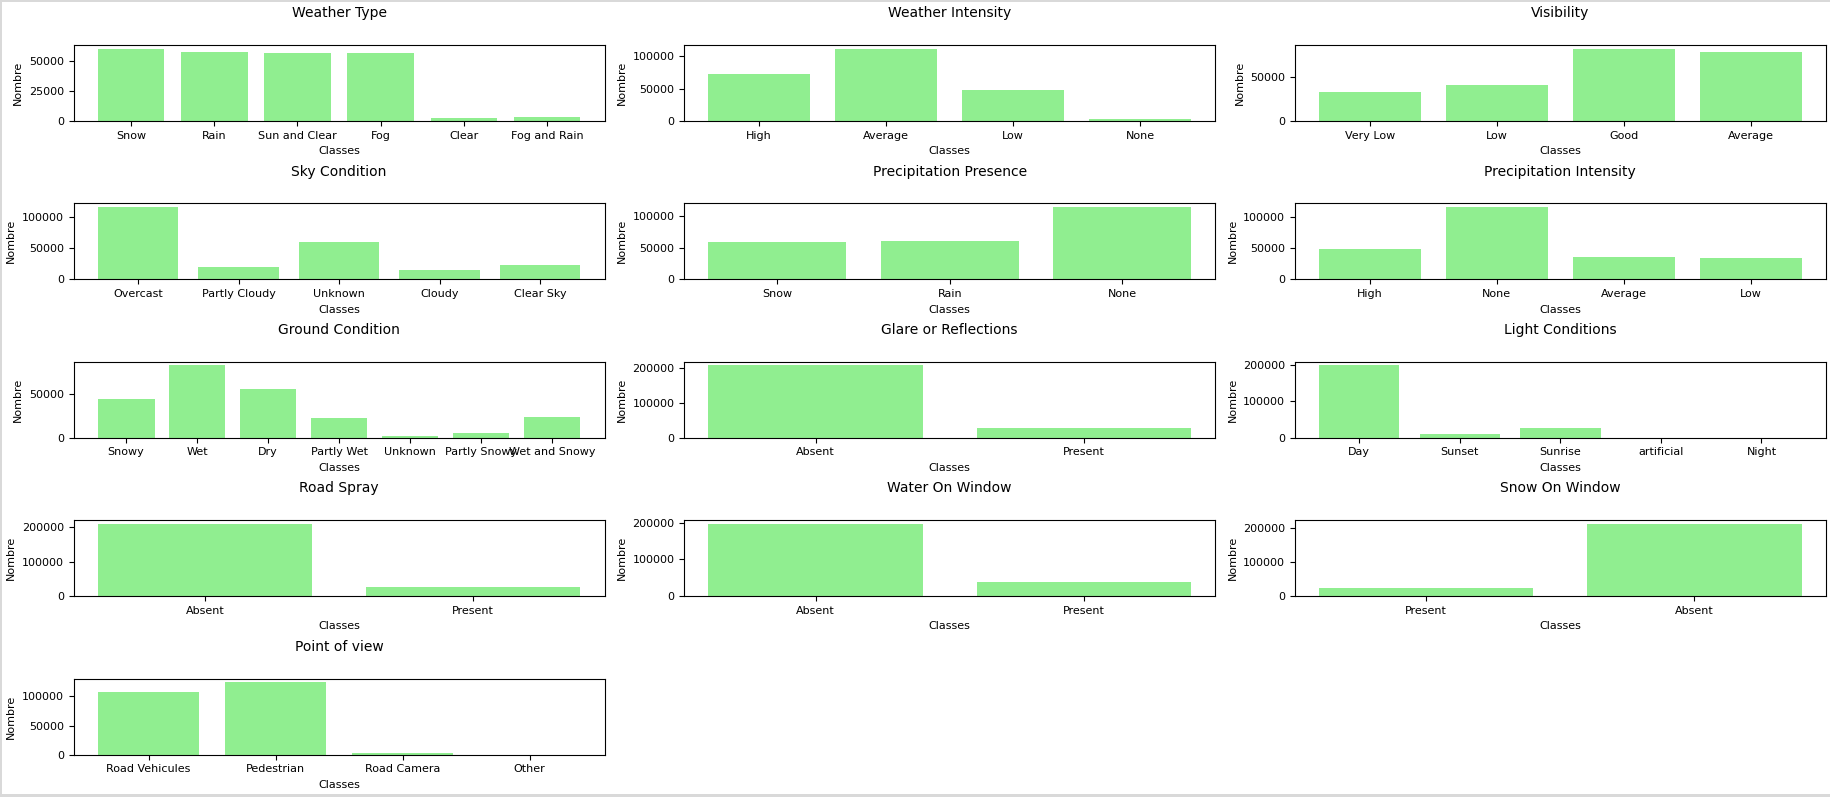 Weather Type
Weather Intensity
Visibility
Nombre
50000
25000
0
Snow Rain Sun and Clear Fog Clear Fog and Rain
Classes
Nombre
100000
50000
0
High Average Low None
Classes
Nombre
50000
0
Very Low Low Good Average
Classes
Sky Condition
Precipitation Presence
Precipitation Intensity
Nombre
100000
50000
0
Overcast Partly Cloudy Unknown Cloudy Clear Sky
Classes
Nombre
100000
50000
0
Snow Rain None
Classes
Nombre
100000
50000
0
High None Average Low
Classes
Ground Condition
Glare or Reflections
Light Conditions
Nombre
50000
0
Snowy Wet Dry Partly Wet Unknown Partly Snowy Wet and Snowy
Classes
Nombre
200000
100000
0
Absent Present
Classes
Nombre
200000
100000
0
Day Sunset Sunrise artificial Night
Classes
Road Spray
Water On Window
Snow On Window
Nombre
200000
100000
0
Absent Present
Classes
Nombre
200000
100000
0
Absent Present
Classes
Nombre
200000
100000
0
Present Absent
Classes
Point of view
Nombre
100000
50000
0
Road Vehicules Pedestrian Road Camera Other
Classes